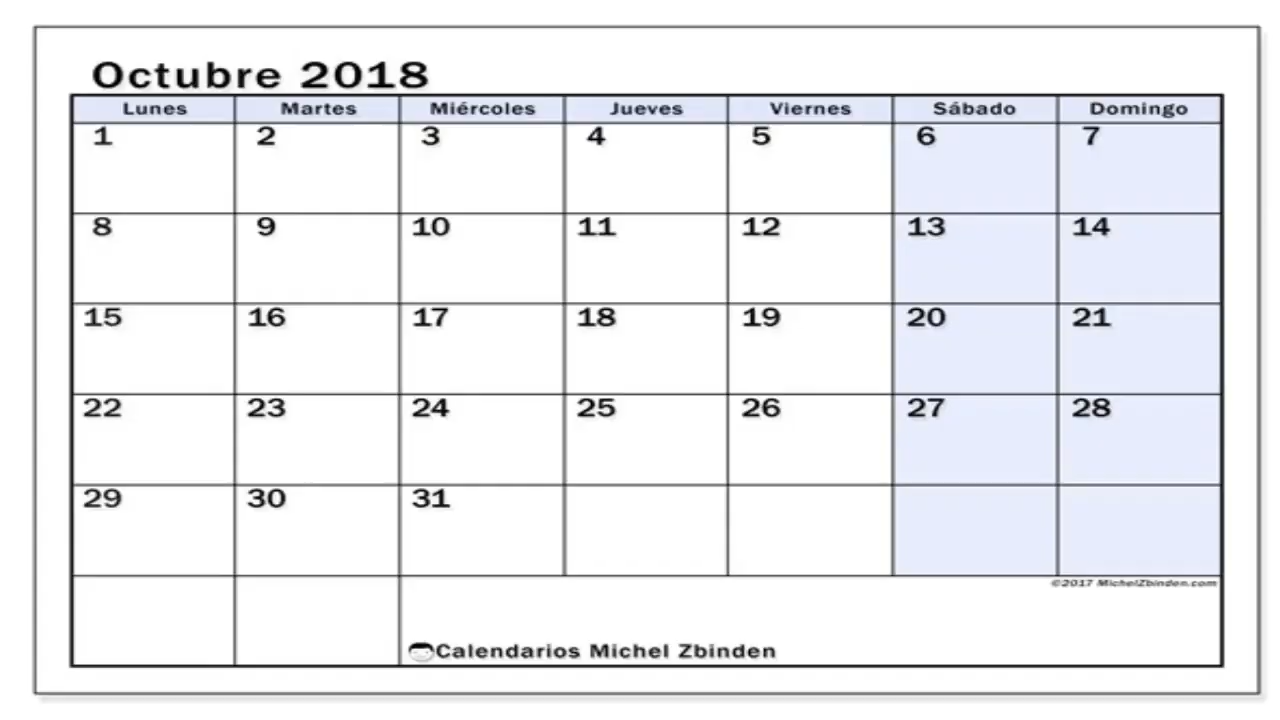 Octubre 2018
Lunes Martes Miércoles Jueves Viernes Sábado Domingo
1 2 3 4 5 6 7
8 9 10 11 12 13 14
15 16 17 18 19 20 21
22 23 24 25 26 27 28
29 30 31
©2017 MichelZbinden.com
Calendarios Michel Zbinden